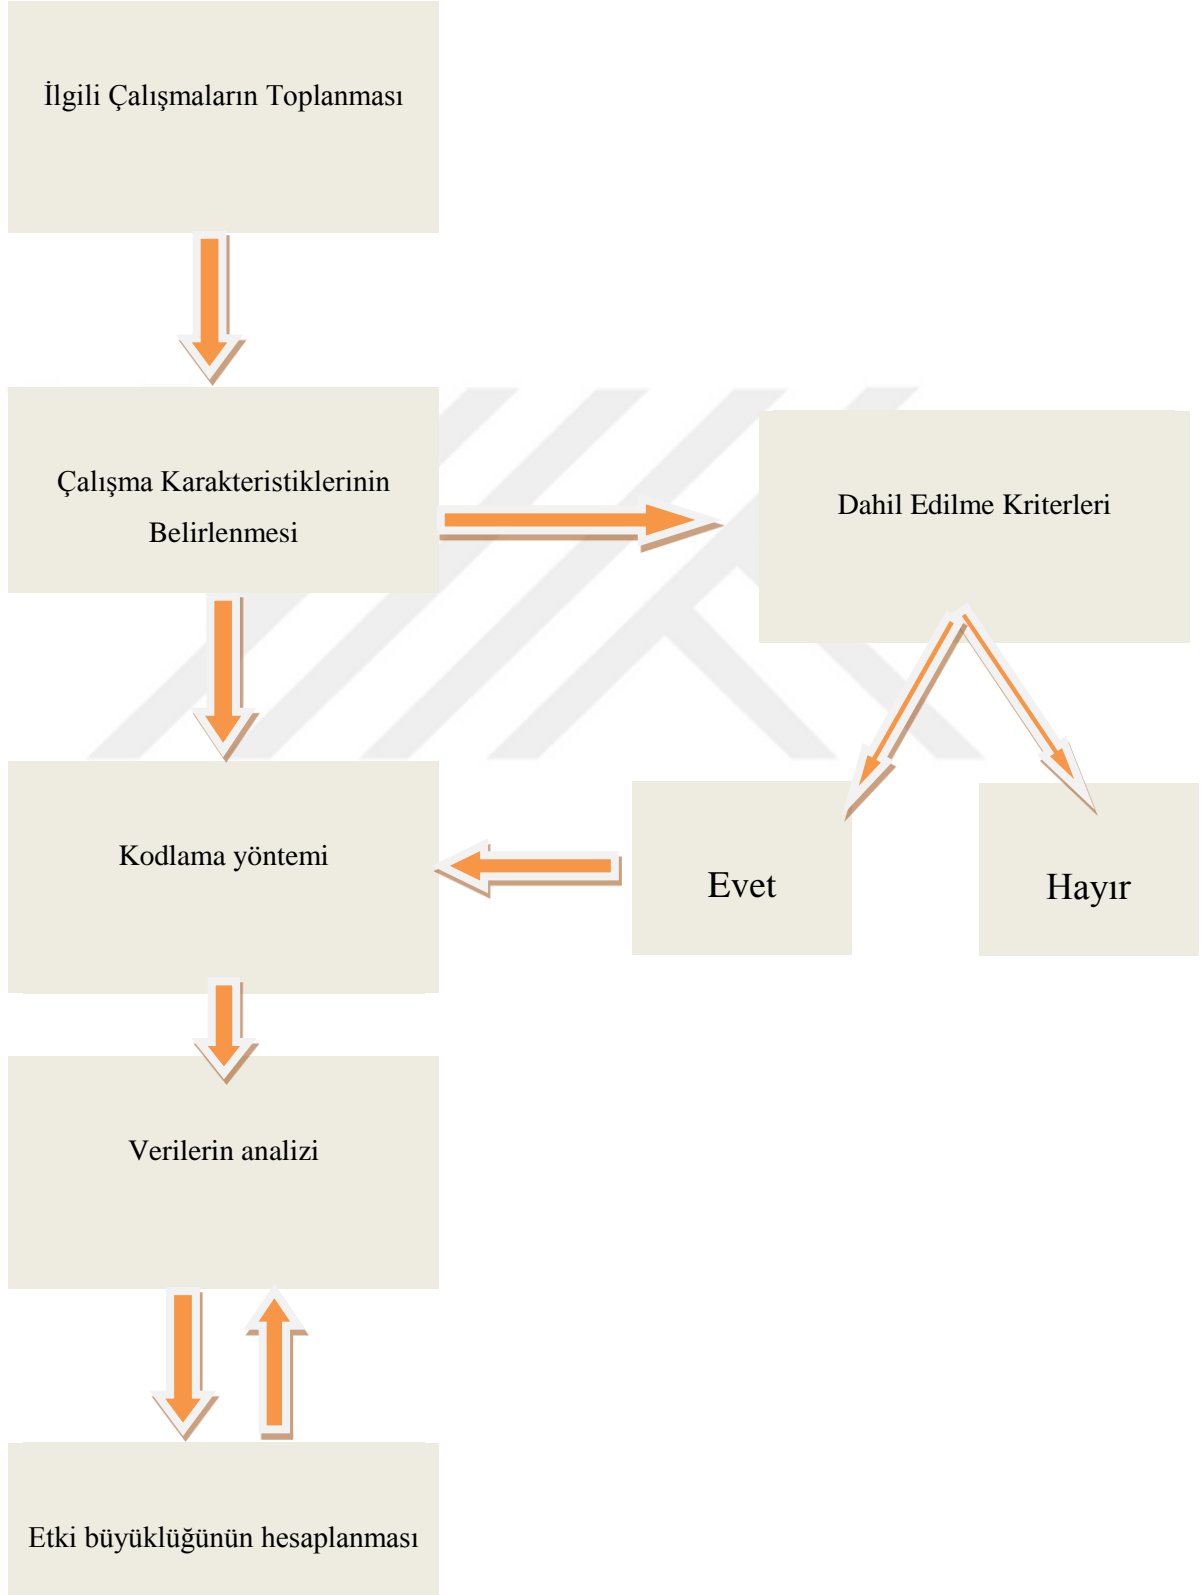 İlgili Çalışmaların Toplanması
Çalışma Karakteristiklerinin
Belirlenmesi
Dahil Edilme Kriterleri
Kodlama yöntemi
Evet
Hayır
Verilerin analizi
Etki büyüklüğünün hesaplanması